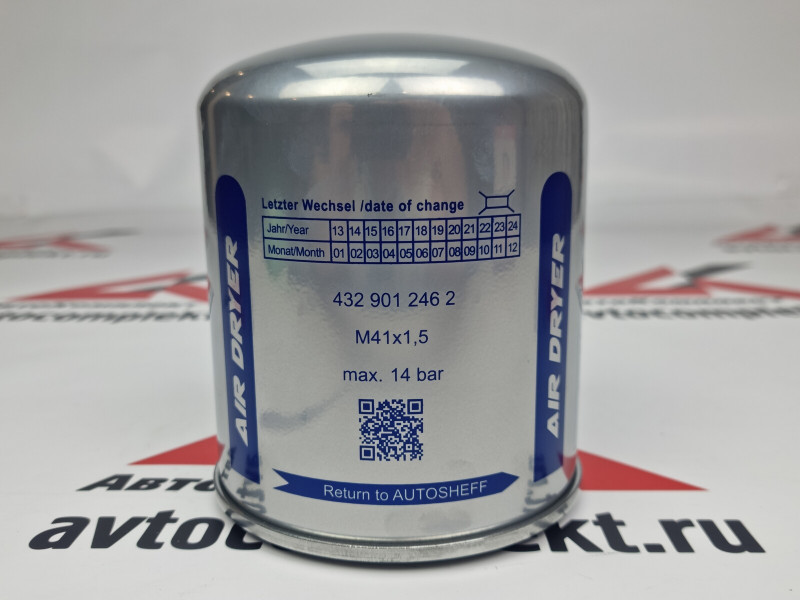 Letzter Wechsel /date of change
Jahr/Year 13 14 15 16 17 18 19 20 21 22 23 24
Monat/Month 01 02 03 04 05 06 07 08 09 10 11 12
432 901 246 2
M41x1,5
max. 14 bar
AIR DRYER
AIR DRYER
Return to AUTOSHEFF
avtocomplekt.ru